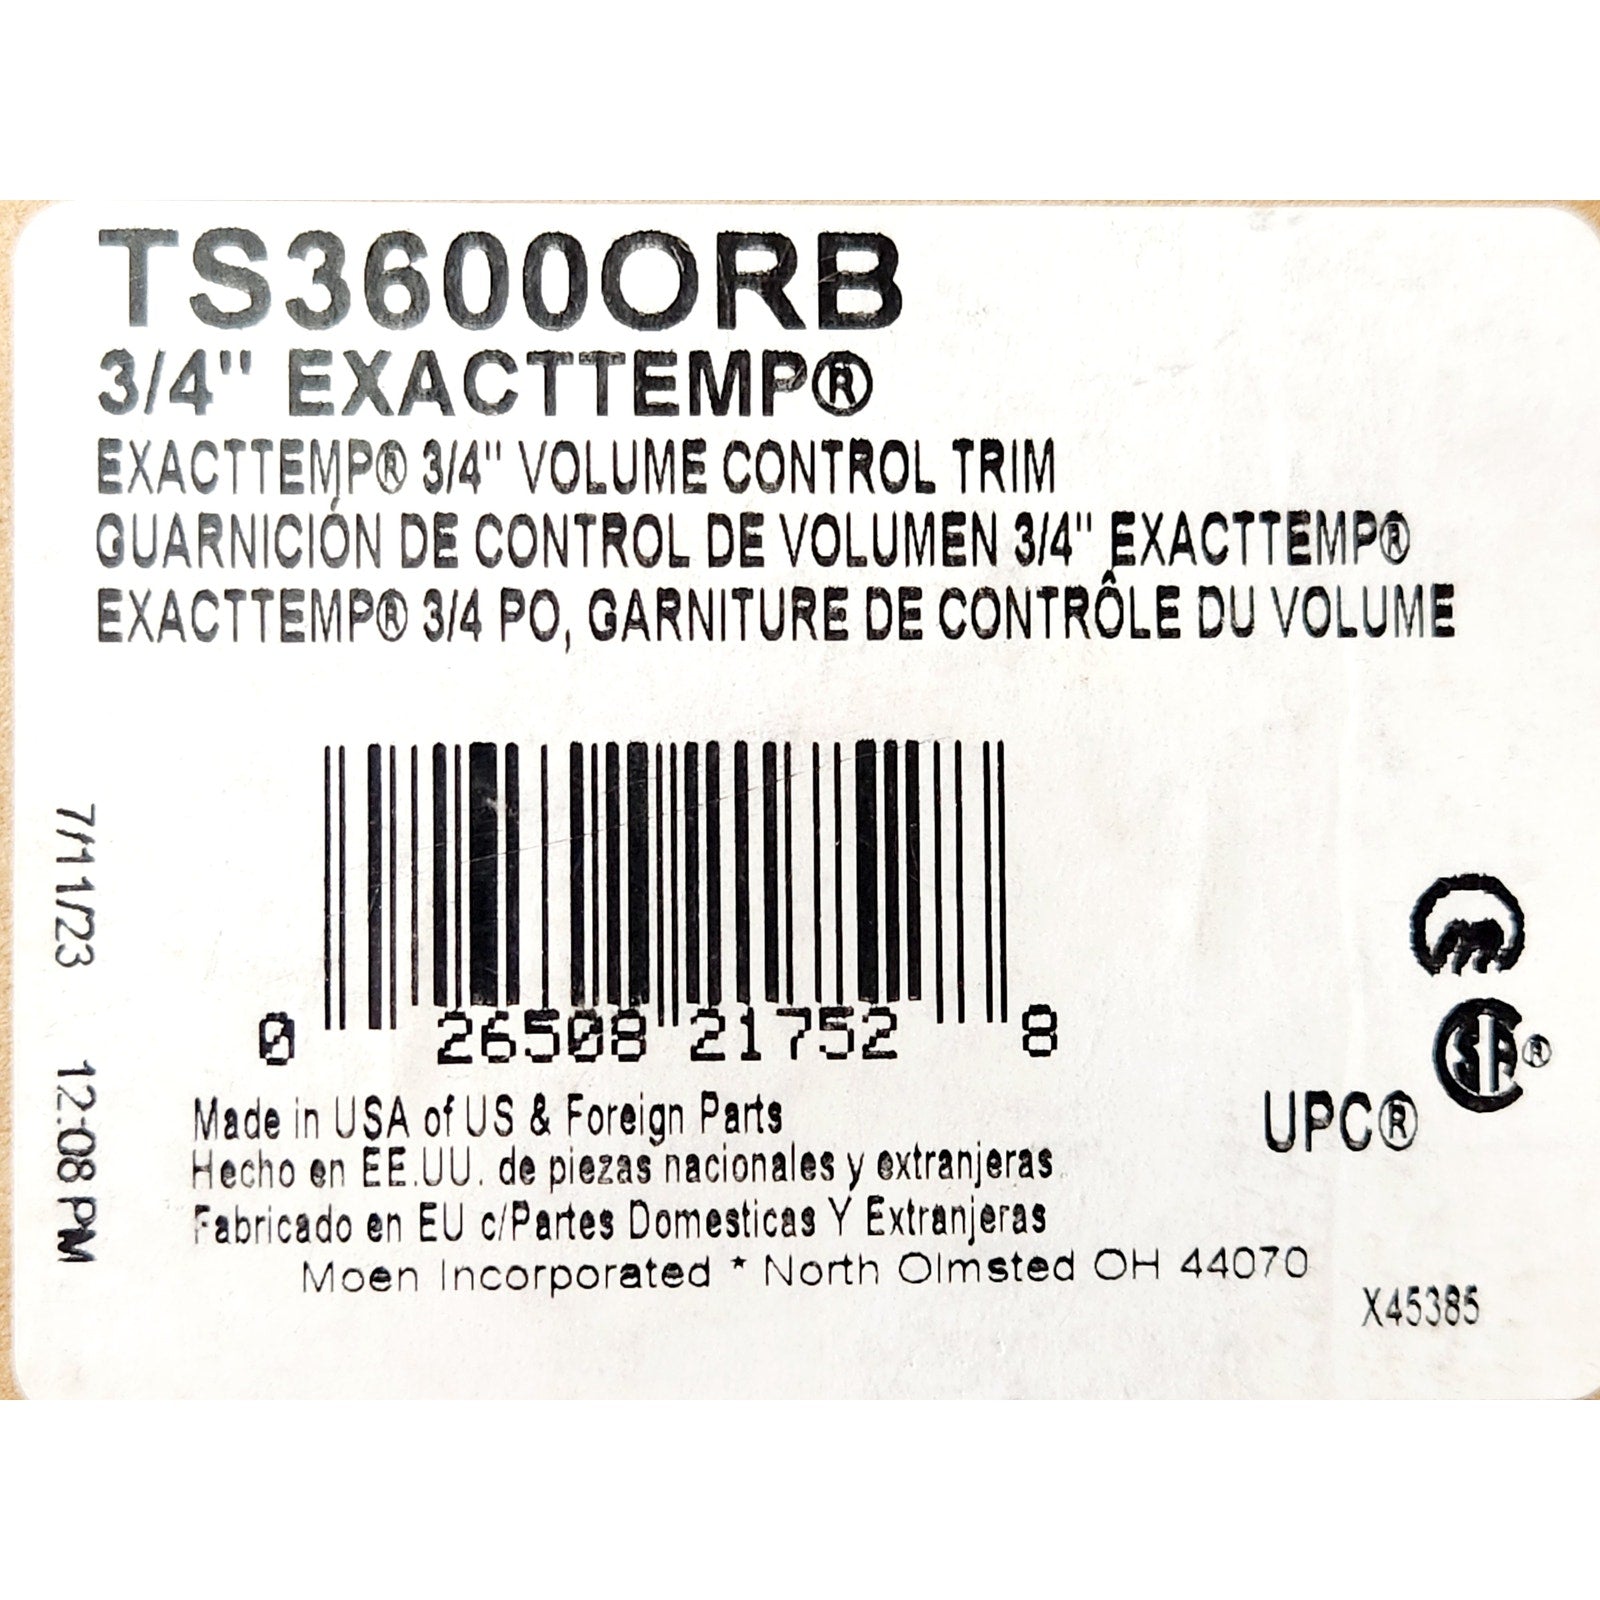 TS3600ORB
3/4" EXACTTEMP®
EXACTTEMP® 3/4" VOLUME CONTROL TRIM
GUARNICIÓN DE CONTROL DE VOLUMEN 3/4" EXACTTEMP®
EXACTTEMP® 3/4 PO, GARNITURE DE CONTRÔLE DU VOLUME
7/11/23 12:08 PM
0 26508 21752 8
Made in USA of US & Foreign Parts
Hecho en EE.UU. de piezas nacionales y extranjeras
Fabricado en EU c/Partes Domesticas Y Extranjeras
Moen Incorporated * North Olmsted OH 44070
SA®
UPC®
X45385